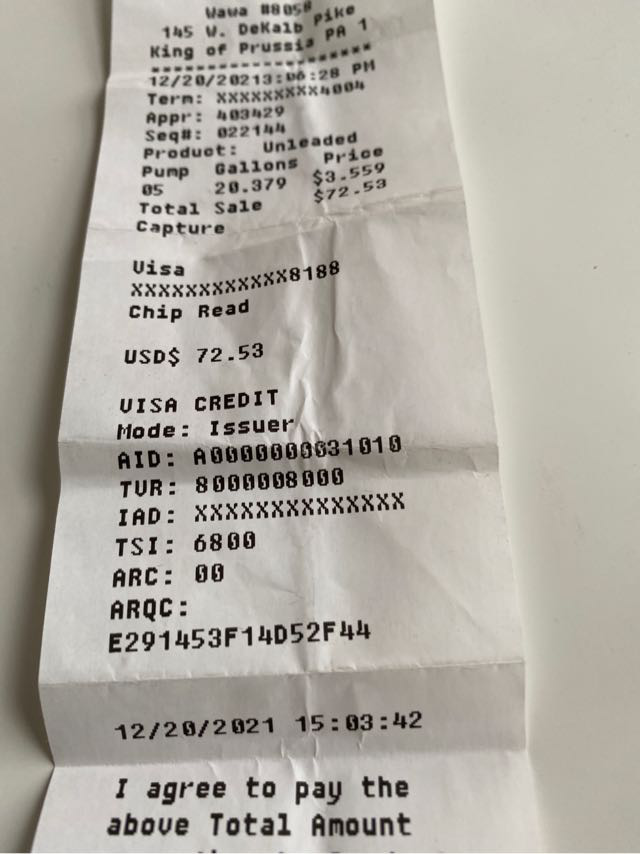 Wawa #8058
145 W. DeKalb Pike
King of Prussia PA 1
12/20/20213:06:28 PM
Term: XXXXXXXXX4004
Appr: 403429
Seq#: 022144
Product: Unleaded
Pump Gallons Price
05 20.379 $3.559
Total Sale $72.53
Capture
Visa
XXXXXXXXXXXX8188
Chip Read
USD$ 72.53
VISA CREDIT
Mode: Issuer
AID: A0000000031010
TVR: 8000008000
IAD: XXXXXXXXXXXXXX
TSI: 6800
ARC: 00
ARQC:
E291453F14D52F44
12/20/2021 15:03:42
I agree to pay the
above Total Amount